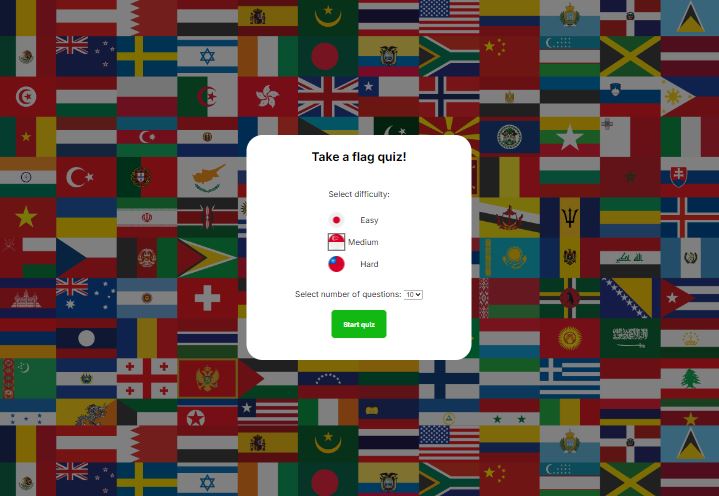 Take a flag quiz!
Select difficulty:
Easy
Medium
Hard
Select number of questions: 10
Start quiz